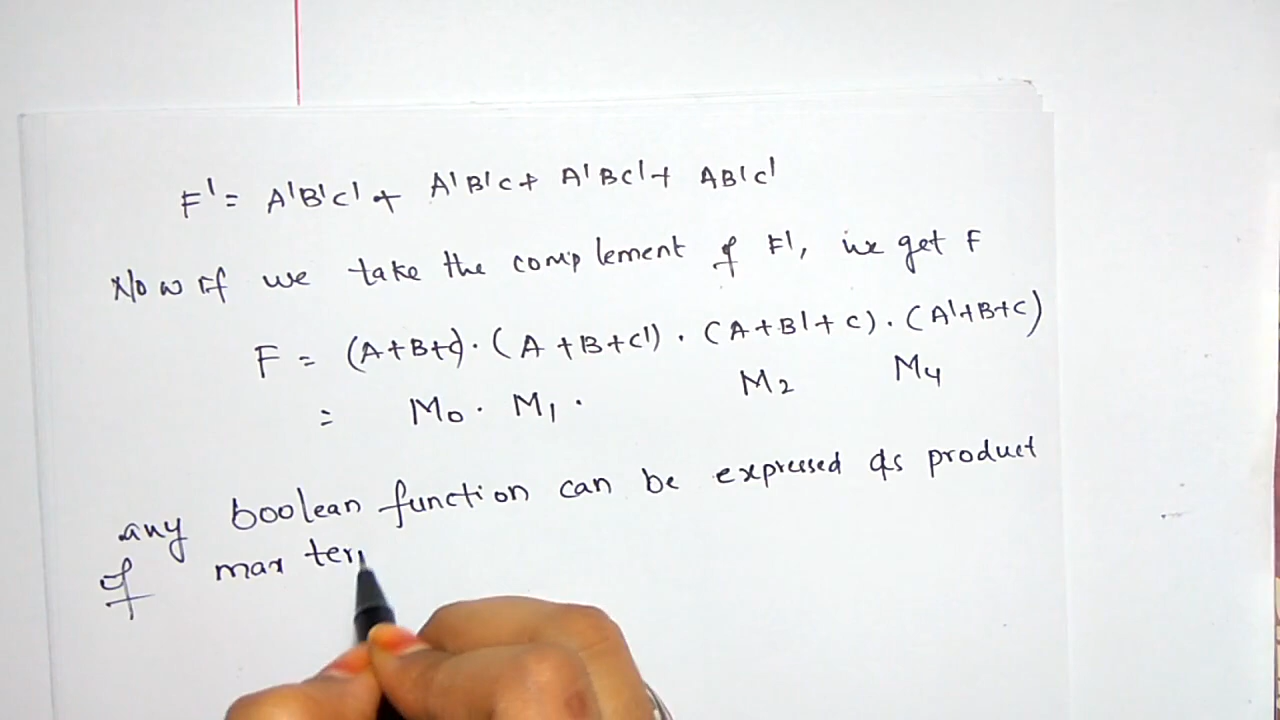 F' = A'B'C' + A'B'C + A'BC' + AB'C'
Now if we take the complement of F', we get F
F = (A+B+C) . (A+B+C') . (A+B'+C) . (A'+B+C)
= M0 . M1 . M2 M4
any boolean function can be expressed as product
of max ter